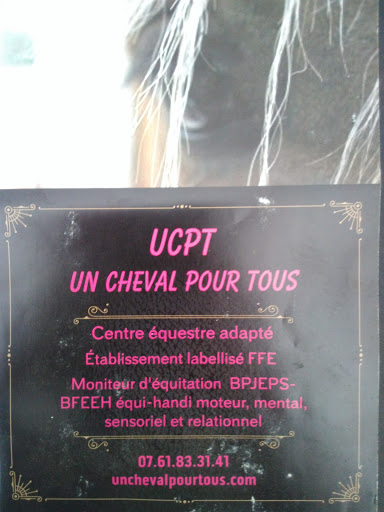 UCPT
UN CHEVAL POUR TOUS
Centre équestre adapté
Établissement labellisé FFE
Moniteur d'équitation BPJEPS-
BFEEH équi-handi moteur, mental,
sensoriel et relationnel
07.61.83.31.41
unchevalpourtous.com